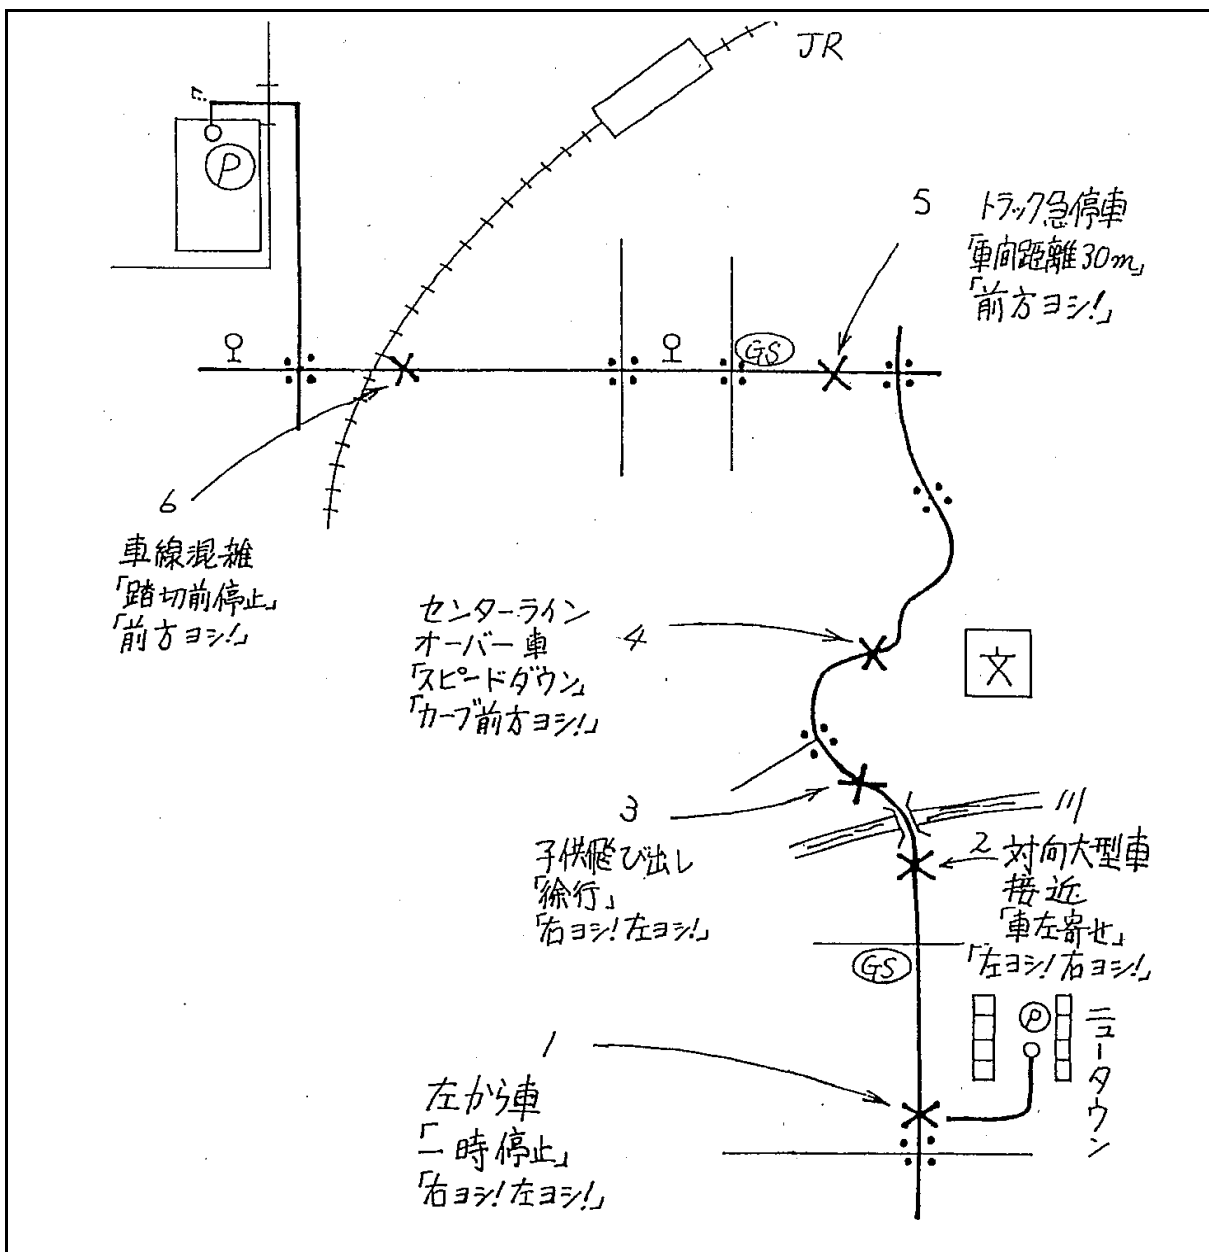 JR
P
5 トラック急停車
「車間距離30m」
「前方ヨシ!」
GS
6
車線混雑
「踏切前停止」
「前方ヨシ!」
センターライン
オーバー車 4
「スピードダウン」
「カーブ前方ヨシ!」
文
3
子供飛び出し
「徐行」
「右ヨシ!左ヨシ!」
川
2 対向大型車
接近
「車左寄せ」
「左ヨシ!右ヨシ!」
GS
P
ニュータウン
1
左から車
「一時停止」
「右ヨシ!左ヨシ!」